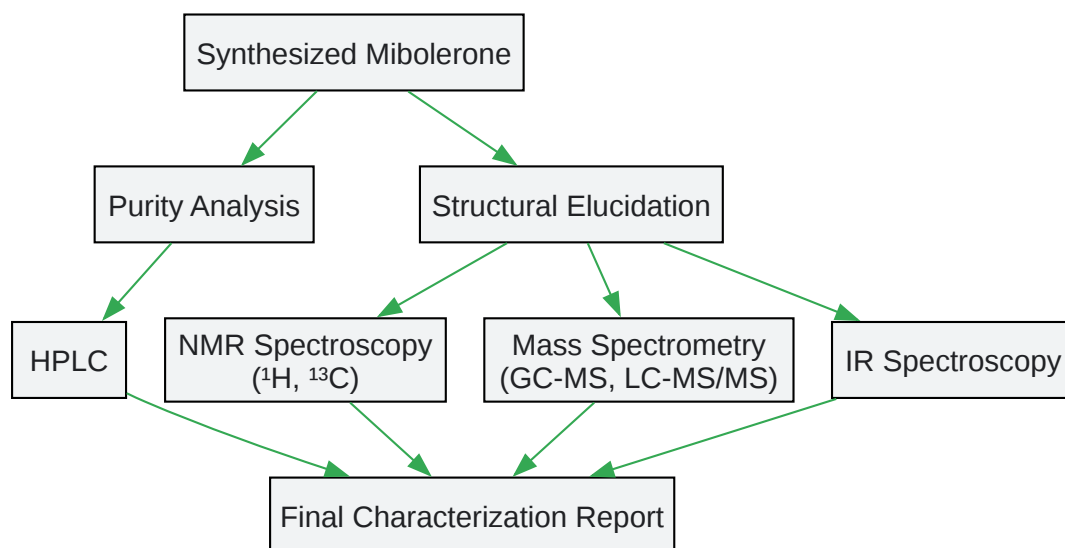 Synthesized Mibolerone
Purity Analysis
Structural Elucidation
HPLC
NMR Spectroscopy
(¹H, ¹³C)
Mass Spectrometry
(GC-MS, LC-MS/MS)
IR Spectroscopy
Final Characterization Report